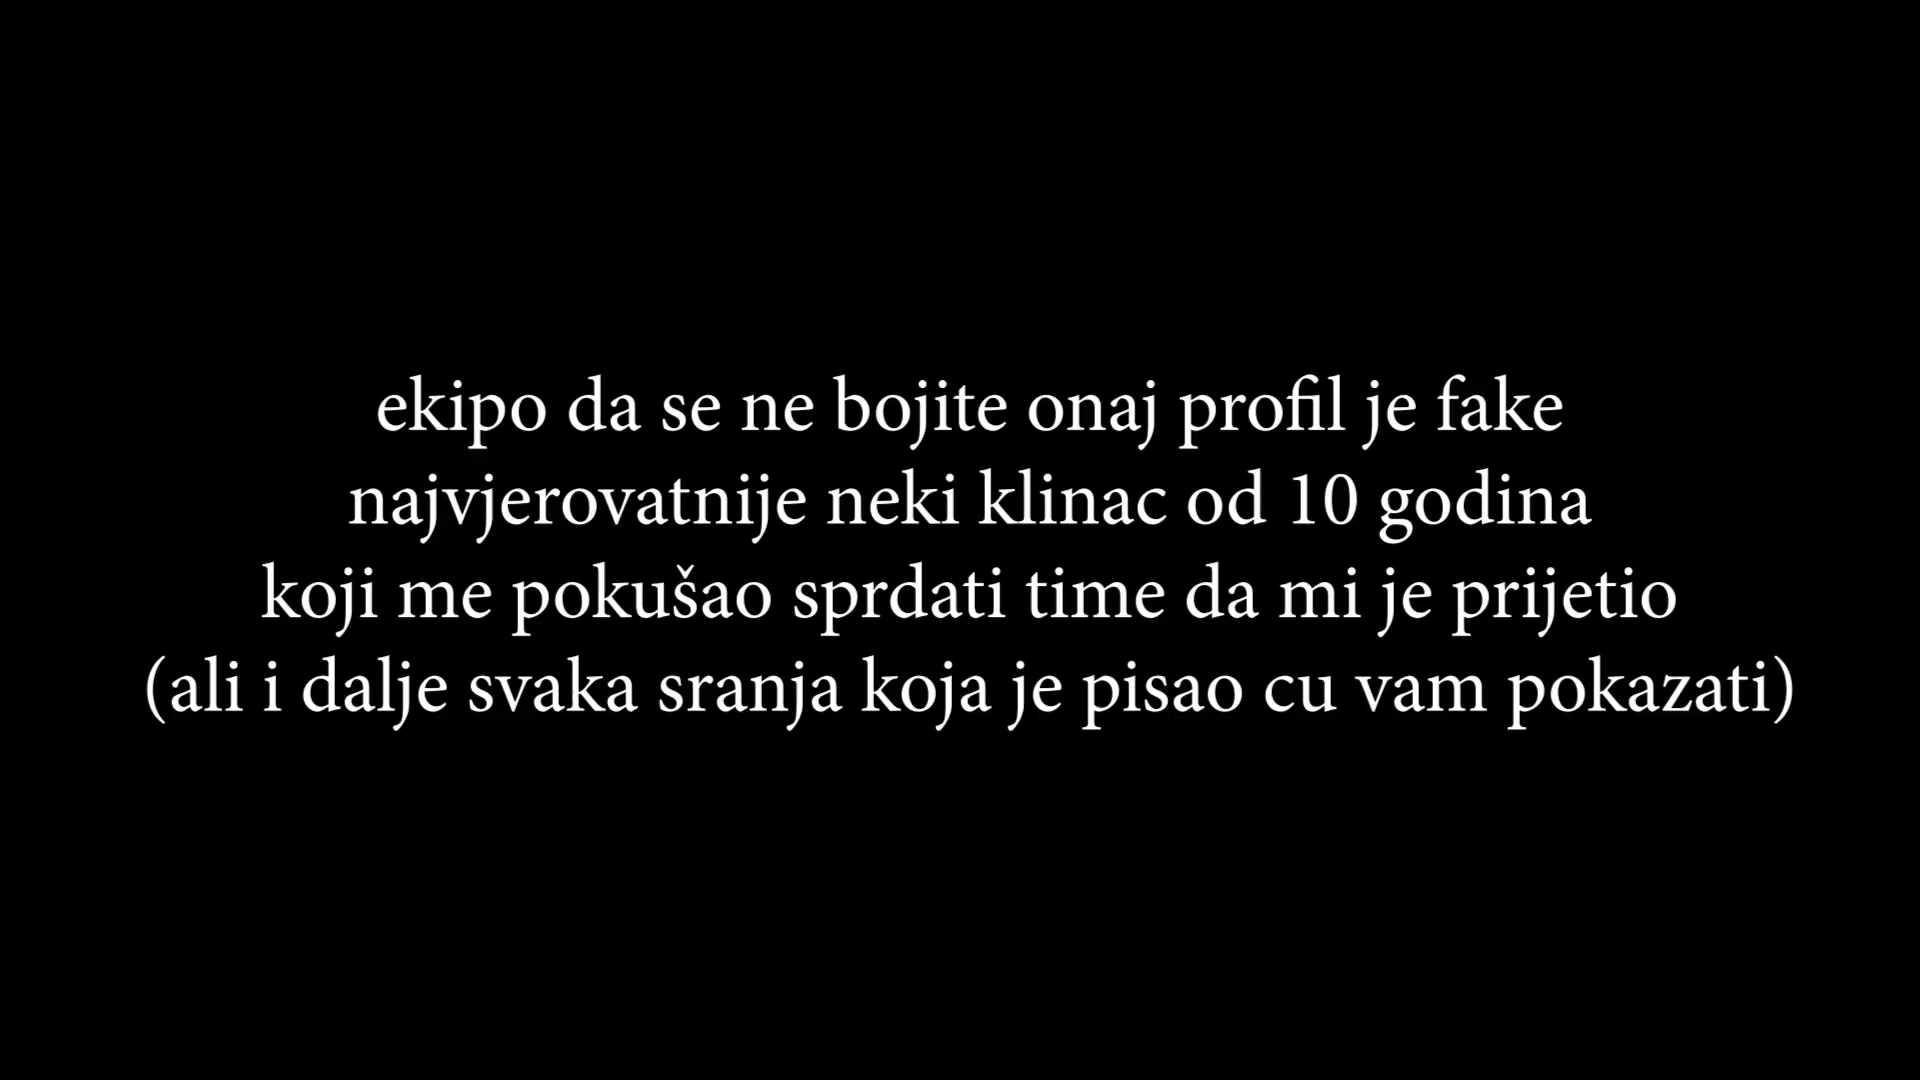 ekipo da se ne bojite onaj profil je fake
najvjerovatnije neki klinac od 10 godina
koji me pokušao sprdati time da mi je prijetio
(ali i dalje svaka sranja koja je pisao cu vam pokazati)